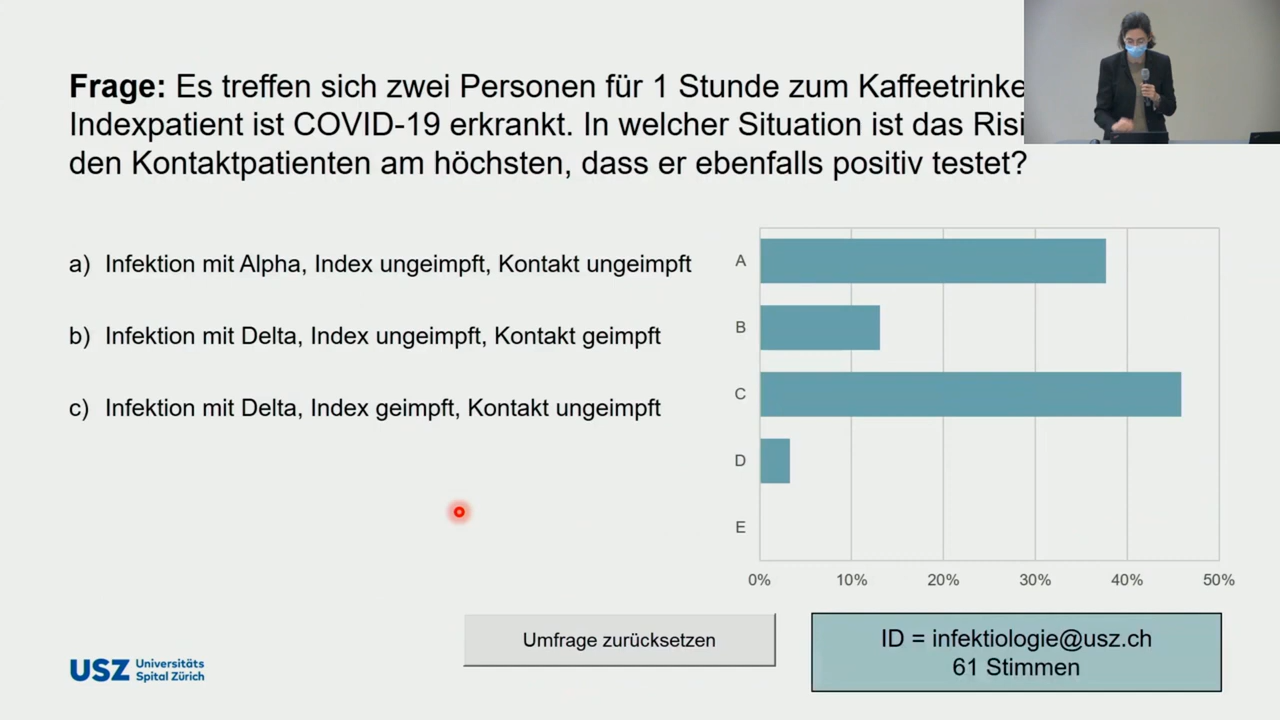 Frage: Es treffen sich zwei Personen für 1 Stunde zum
Indexpatient ist COVID-19 erkrankt. In welcher Situation ist das
den Kontaktpatienten am höchsten, dass er ebenfalls positiv testet?
a) Infektion mit Alpha, Index ungeimpft, Kontakt ungeimpft
b) Infektion mit Delta, Index ungeimpft, Kontakt geimpft
c) Infektion mit Delta, Index geimpft, Kontakt ungeimpft
A
B
C
D
E
0% 10% 20% 30% 40% 50%
Umfrage zurücksetzen
ID = infektiologie@usz.ch
61 Stimmen
USZ Universitäts
Spital Zürich